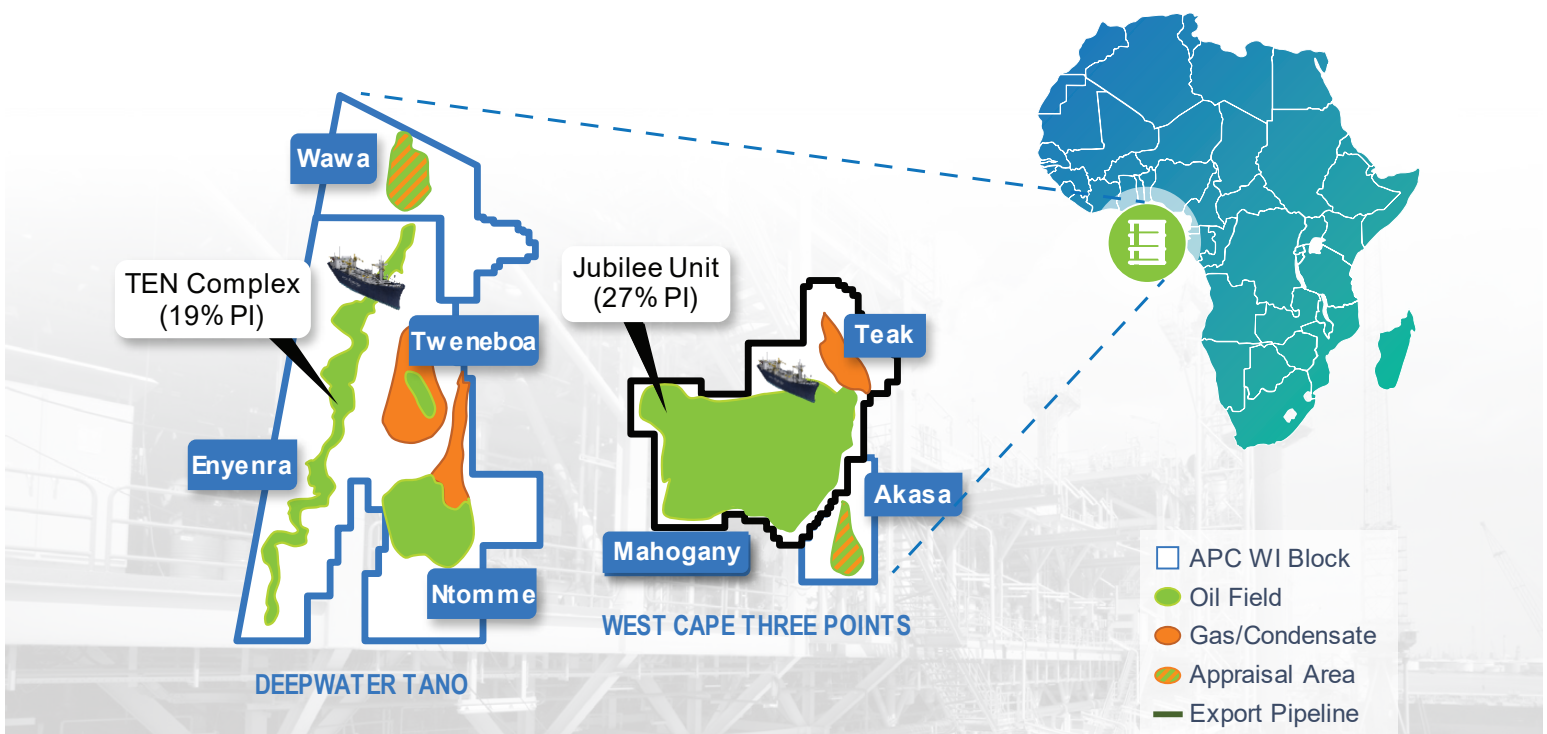 Wawa
TEN Complex
(19% PI)
Tweneboa
Enyenra
Ntomme
DEEPWATER TANO
Jubilee Unit
(27% PI)
Teak
Akasa
Mahogany
WEST CAPE THREE POINTS
APC WI Block
Oil Field
Gas/Condensate
Appraisal Area
Export Pipeline